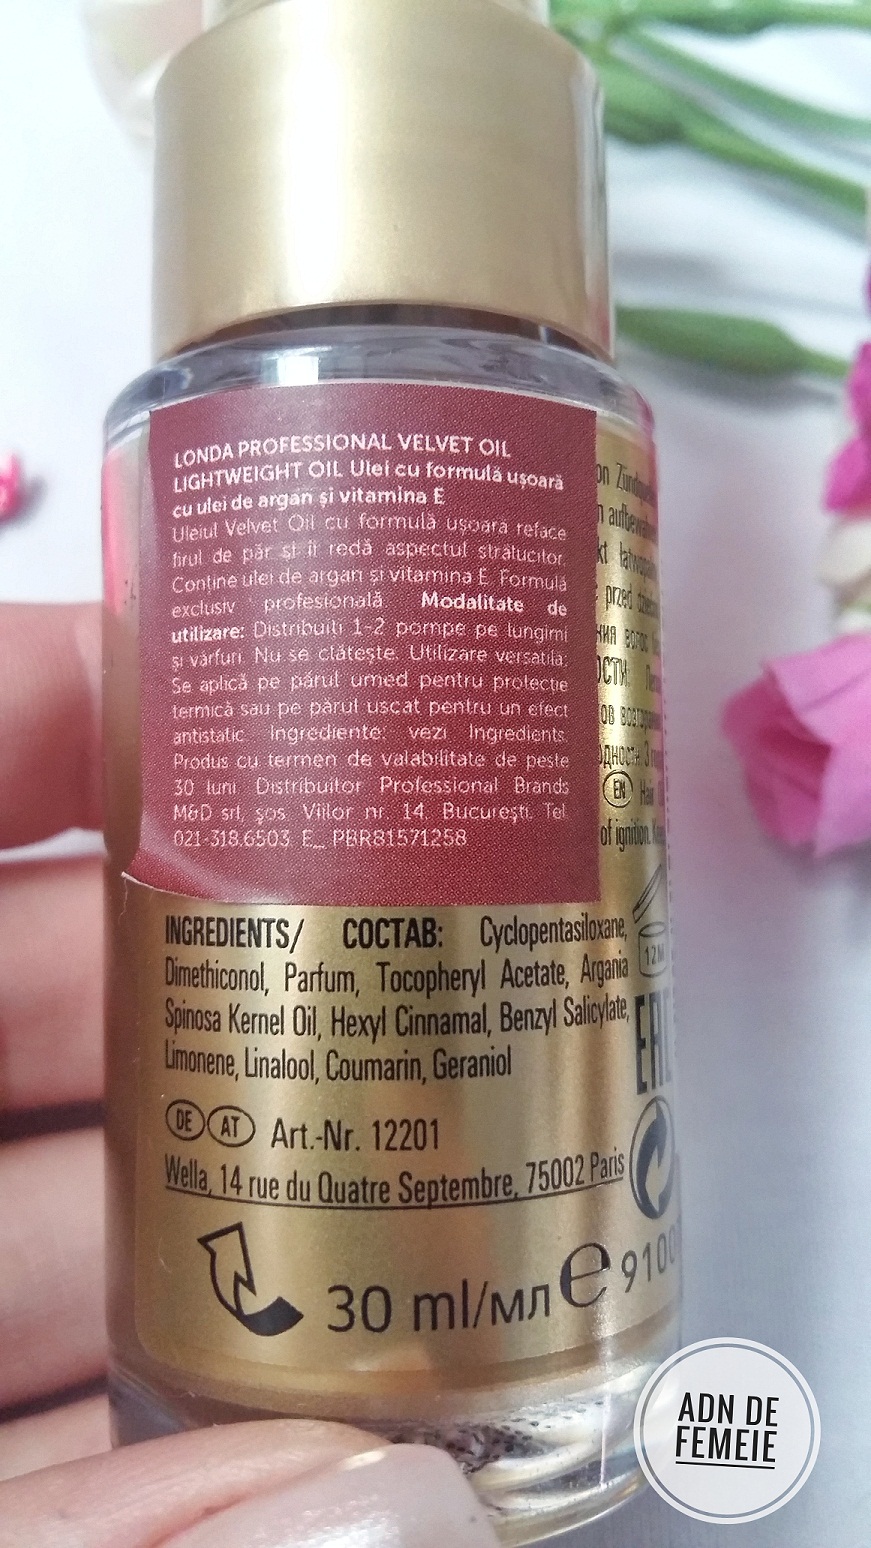 LONDA PROFESSIONAL VELVET OIL
LIGHTWEIGHT OIL Ulei cu formulă ușoară
cu ulei de argan și vitamina E
Uleiul Velvet Oil cu formulă ușoară reface
firul de păr și îi redă aspectul strălucitor.
Conține ulei de argan și vitamina E. Formulă
exclusiv profesională. Modalitate de
utilizare: Distribuiți 1-2 pompe pe lungimi
și vârfuri. Nu se clătește. Utilizare versatilă:
Se aplică pe părul umed pentru protecție
termică sau pe părul uscat pentru un efect
antistatic. Ingrediente: vezi Ingredients.
Produs cu termen de valabilitate de peste
30 luni. Distribuitor Professional Brands
M&D srl, șos. Viilor nr. 14. București. Tel.
021-318.6503 E_ PBR81571258
przed
EN Hair
of ignition.
12M
INGREDIENTS/ СОСТАВ: Cyclopentasiloxane,
Dimethiconol, Parfum, Tocopheryl Acetate, Argania
Spinosa Kernel Oil, Hexyl Cinnamal, Benzyl Salicylate,
Limonene, Linalool, Coumarin, Geraniol
DE AT Art.-Nr. 12201
Wella, 14 rue du Quatre Septembre, 75002 Paris
30 ml/мл e
ADN DE
FEMEIE